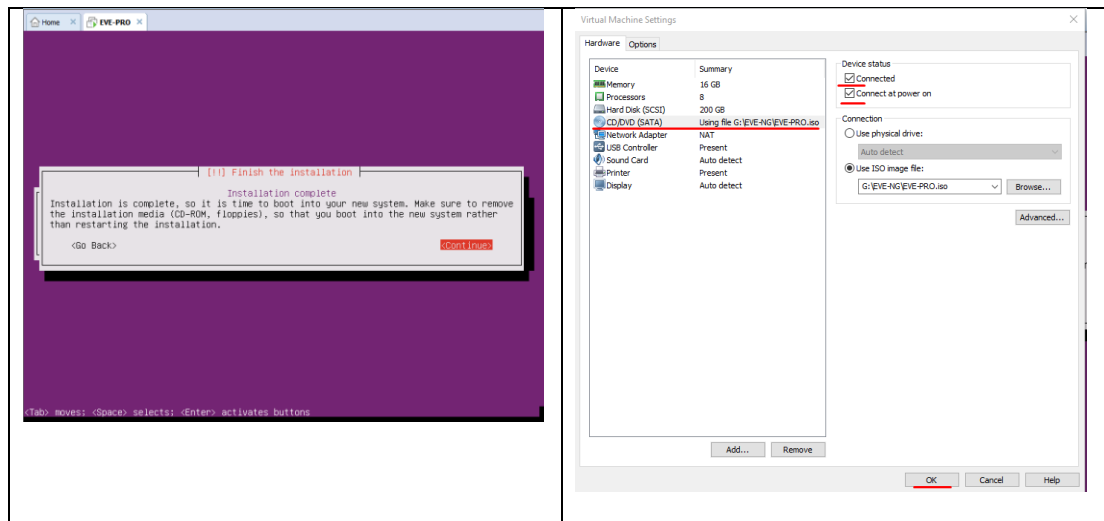 Home × EVE-PRO ×
[!!] Finish the installation
Installation complete
Installation is complete, so it is time to boot into your new system. Make sure to remove
the installation media (CD-ROM, floppies), so that you boot into the new system rather
than restarting the installation.
<Go Back> <Continue>
<Tab> moves; <Space> selects; <Enter> activates buttons
Virtual Machine Settings
Hardware Options
Device Summary
Memory 16 GB
Processors 8
Hard Disk (SCSI) 200 GB
CD/DVD (SATA) Using file G:\EVE-NG\EVE-PRO.iso
Network Adapter NAT
USB Controller Present
Sound Card Auto detect
Printer Present
Display Auto detect
Add... Remove
Device status
Connected
Connect at power on
Connection
Use physical drive:
Auto detect
Use ISO image file:
G:\EVE-NG\EVE-PRO.iso Browse...
Advanced...
OK Cancel Help